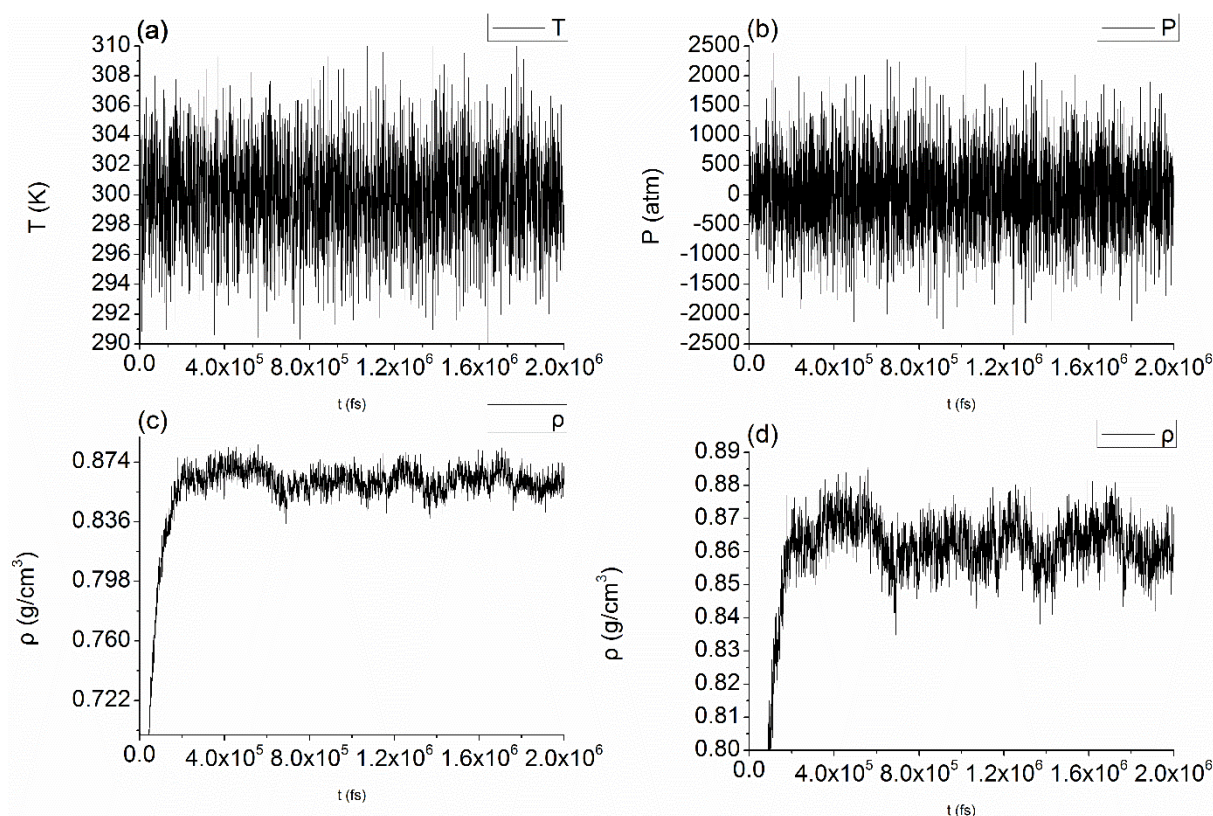 (a)
T
310
308
306
304
302
300
298
296
294
292
290
T (K)
0.0 4.0x10⁵ 8.0x10⁵ 1.2x10⁶ 1.6x10⁶ 2.0x10⁶
t (fs)
(b)
P
2500
2000
1500
1000
500
0
-500
-1000
-1500
-2000
-2500
P (atm)
0.0 4.0x10⁵ 8.0x10⁵ 1.2x10⁶ 1.6x10⁶ 2.0x10⁶
t (fs)
(c)
ρ
0.874
0.836
0.798
0.760
0.722
ρ (g/cm³)
0.0 4.0x10⁵ 8.0x10⁵ 1.2x10⁶ 1.6x10⁶ 2.0x10⁶
t (fs)
(d)
ρ
0.89
0.88
0.87
0.86
0.85
0.84
0.83
0.82
0.81
0.80
ρ (g/cm³)
0.0 4.0x10⁵ 8.0x10⁵ 1.2x10⁶ 1.6x10⁶ 2.0x10⁶
t (fs)